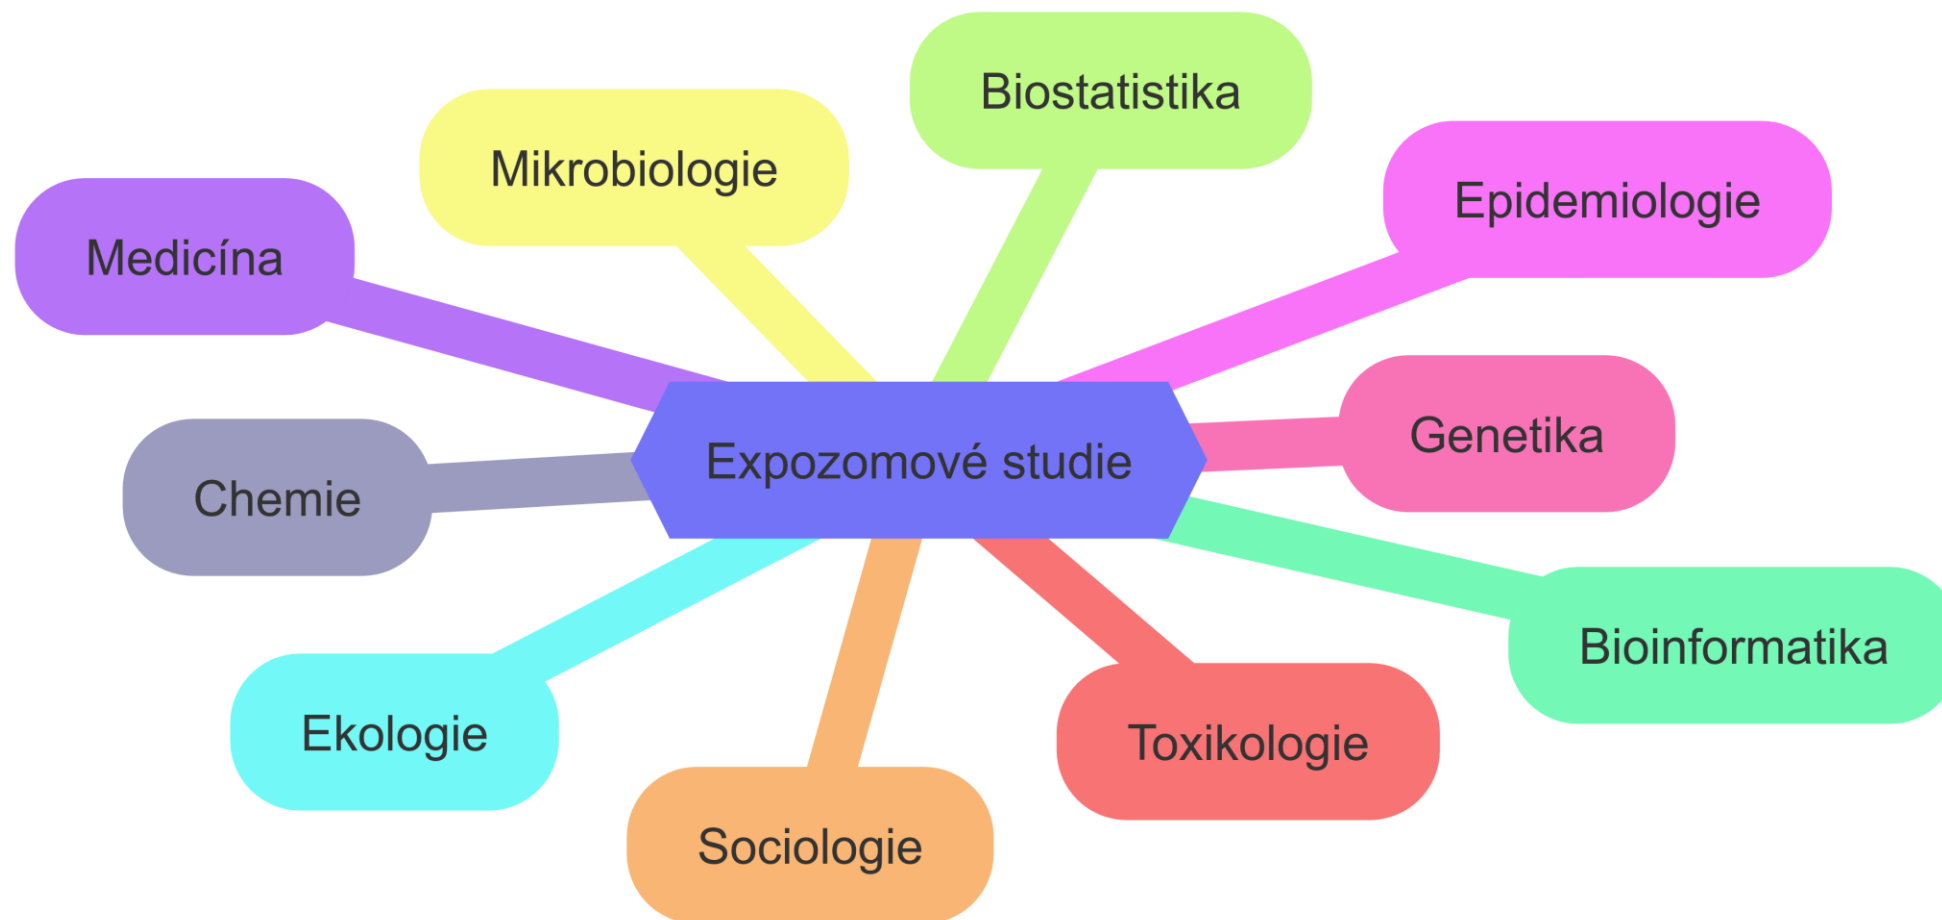 Biostatistika
Mikrobiologie
Epidemiologie
Medicína
Genetika
Expozomové studie
Chemie
Bioinformatika
Ekologie
Toxikologie
Sociologie